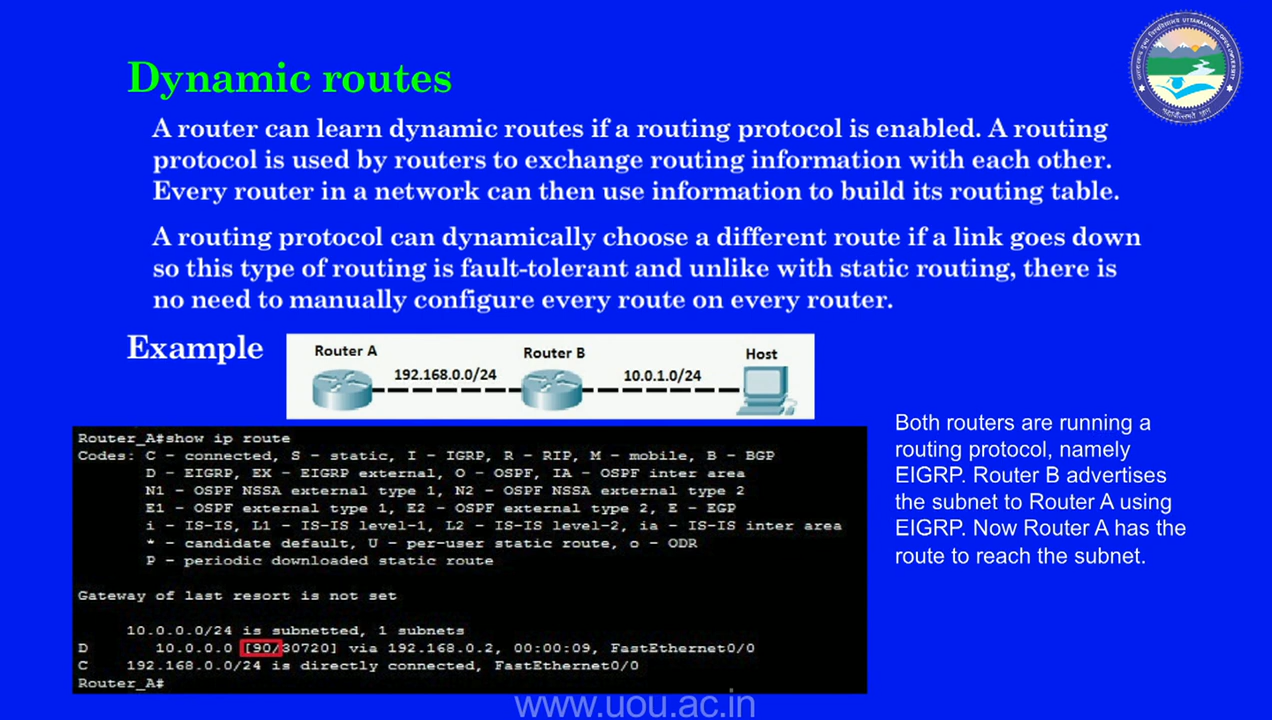 Dynamic routes
A router can learn dynamic routes if a routing protocol is enabled. A routing
protocol is used by routers to exchange routing information with each other.
Every router in a network can then use information to build its routing table.
A routing protocol can dynamically choose a different route if a link goes down
so this type of routing is fault-tolerant and unlike with static routing, there is
no need to manually configure every route on every router.
Example
Router A
Router B
Host
192.168.0.0/24
10.0.1.0/24
Router_A#show ip route
Codes: C - connected, S - static, I - IGRP, R - RIP, M - mobile, B - BGP
D - EIGRP, EX - EIGRP external, O - OSPF, IA - OSPF inter area
N1 - OSPF NSSA external type 1, N2 - OSPF NSSA external type 2
E1 - OSPF external type 1, E2 - OSPF external type 2, E - EGP
i - IS-IS, L1 - IS-IS level-1, L2 - IS-IS level-2, ia - IS-IS inter area
* - candidate default, U - per-user static route, o - ODR
P - periodic downloaded static route
Gateway of last resort is not set
10.0.0.0/24 is subnetted, 1 subnets
D 10.0.0.0 [90/30720] via 192.168.0.2, 00:00:09, FastEthernet0/0
C 192.168.0.0/24 is directly connected, FastEthernet0/0
Router_A#
Both routers are running a
routing protocol, namely
EIGRP. Router B advertises
the subnet to Router A using
EIGRP. Now Router A has the
route to reach the subnet.
www.uou.ac.in